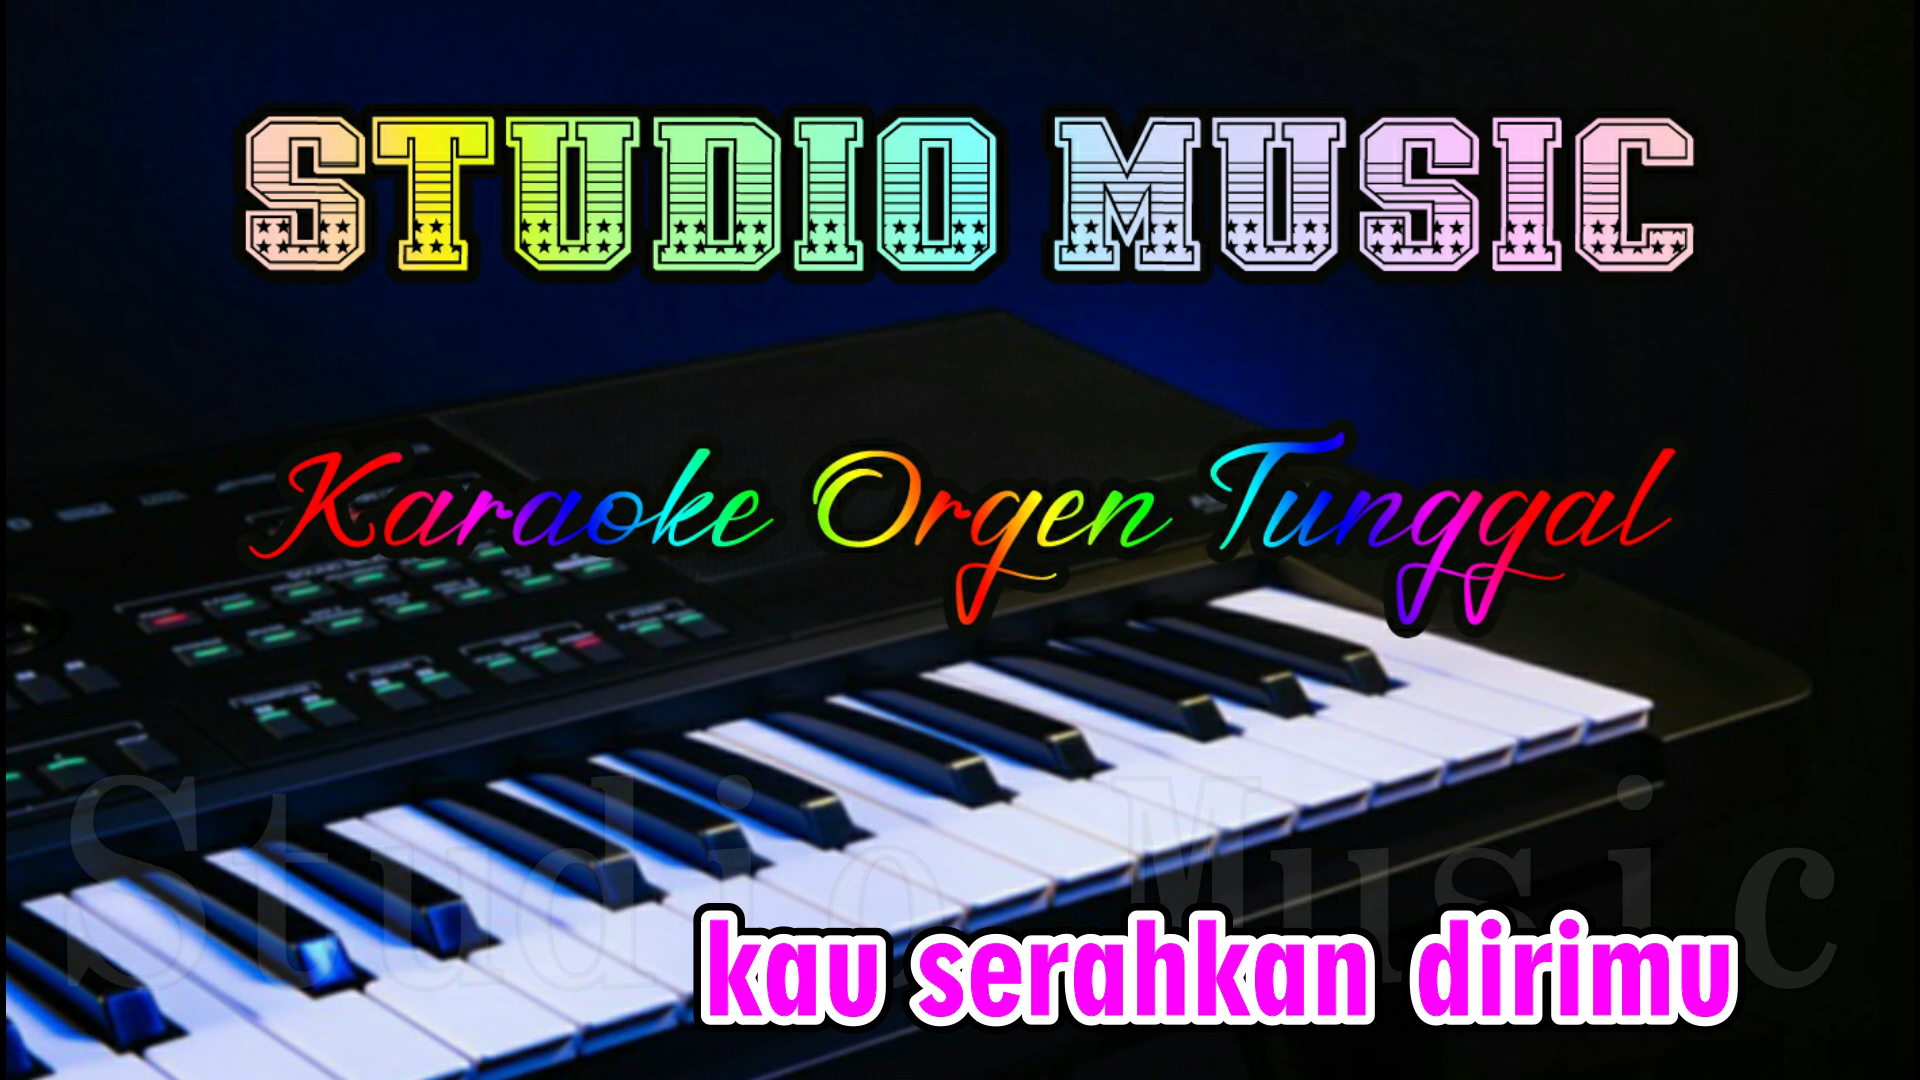 STUDIO MUSIC
Karaoke Orgen Tunggal
Studio Music
kau serahkan dirimu